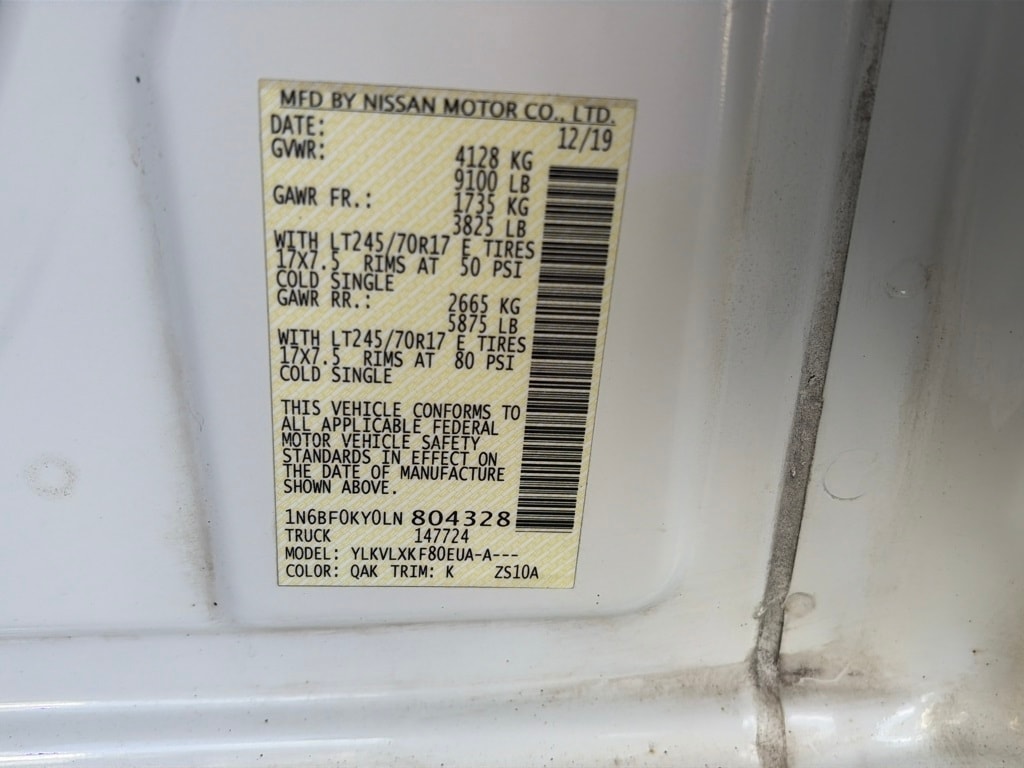 MFD BY NISSAN MOTOR CO., LTD.
DATE: 12/19
GVWR: 4128 KG
9100 LB
GAWR FR.: 1735 KG
3825 LB
WITH LT245/70R17 E TIRES
17X7.5 RIMS AT 50 PSI
COLD SINGLE
GAWR RR.: 2665 KG
5875 LB
WITH LT245/70R17 E TIRES
17X7.5 RIMS AT 80 PSI
COLD SINGLE
THIS VEHICLE CONFORMS TO
ALL APPLICABLE FEDERAL
MOTOR VEHICLE SAFETY
STANDARDS IN EFFECT ON
THE DATE OF MANUFACTURE
SHOWN ABOVE.
1N6BF0KY0LN 804328
TRUCK 147724
MODEL: YLKVLXKF80EUA-A---
COLOR: QAK TRIM: K ZS10A